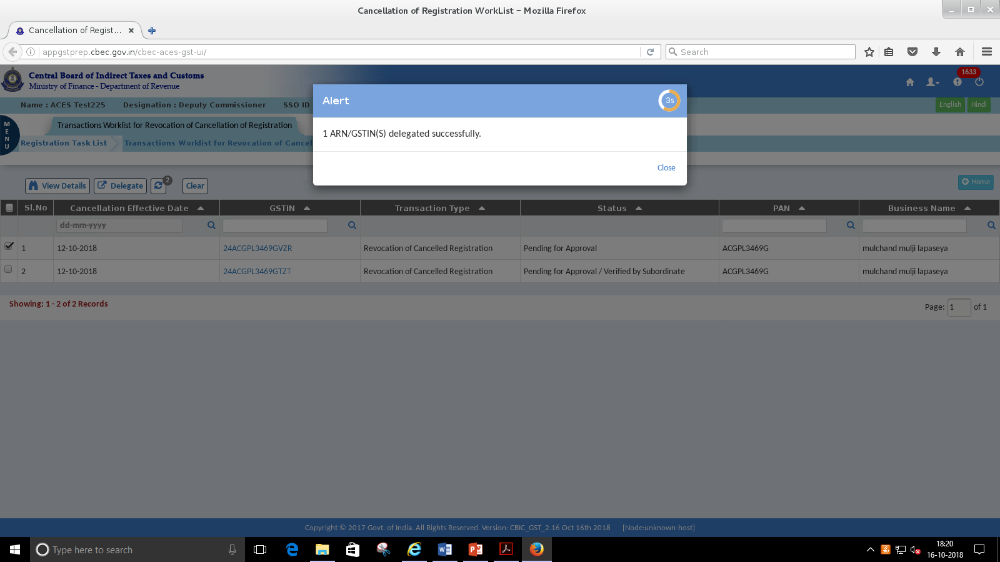 Cancellation of Registration WorkList – Mozilla Firefox
Cancellation of Regist...
appgstprep.cbec.gov.in/cbec-aces-gst-ui/
Search
Central Board of Indirect Taxes and Customs
Ministry of Finance - Department of Revenue
1633
Name : ACES Test225 Designation : Deputy Commissioner SSO ID
English Hindi
MENU
Transactions Worklist for Revocation of Cancellation of Registration
Registration Task List Transactions Worklist for Revocation of Cancel
Alert 3s
1 ARN/GSTIN(S) delegated successfully.
Close
View Details Delegate 2 Clear Home
Sl.No Cancellation Effective Date GSTIN Transaction Type Status PAN Business Name
dd-mm-yyyy
1 12-10-2018 24ACGPL3469GVZR Revocation of Cancelled Registration Pending for Approval ACGPL3469G mulchand mulji lapaseya
2 12-10-2018 24ACGPL3469GTZT Revocation of Cancelled Registration Pending for Approval / Verified by Subordinate ACGPL3469G mulchand mulji lapaseya
Showing: 1 - 2 of 2 Records
Page: 1 of 1
Copyright © 2017 Govt. of India. All Rights Reserved. Version: CBIC_GST_2.16 Oct 16th 2018 [Node:unknown-host]
Type here to search
18:20
16-10-2018